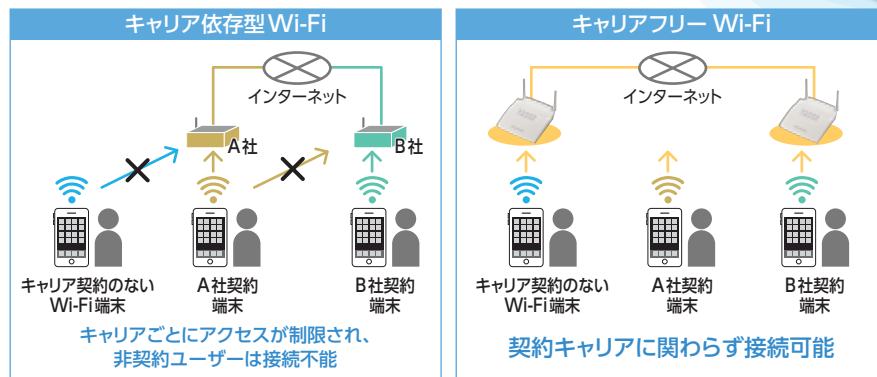 キャリア依存型Wi-Fi
インターネット
A社
B社
キャリア契約のない
Wi-Fi端末
A社契約
端末
B社契約
端末
キャリアごとにアクセスが制限され、
非契約ユーザーは接続不能
キャリアフリー Wi-Fi
インターネット
キャリア契約のない
Wi-Fi端末
A社契約
端末
B社契約
端末
契約キャリアに関わらず接続可能